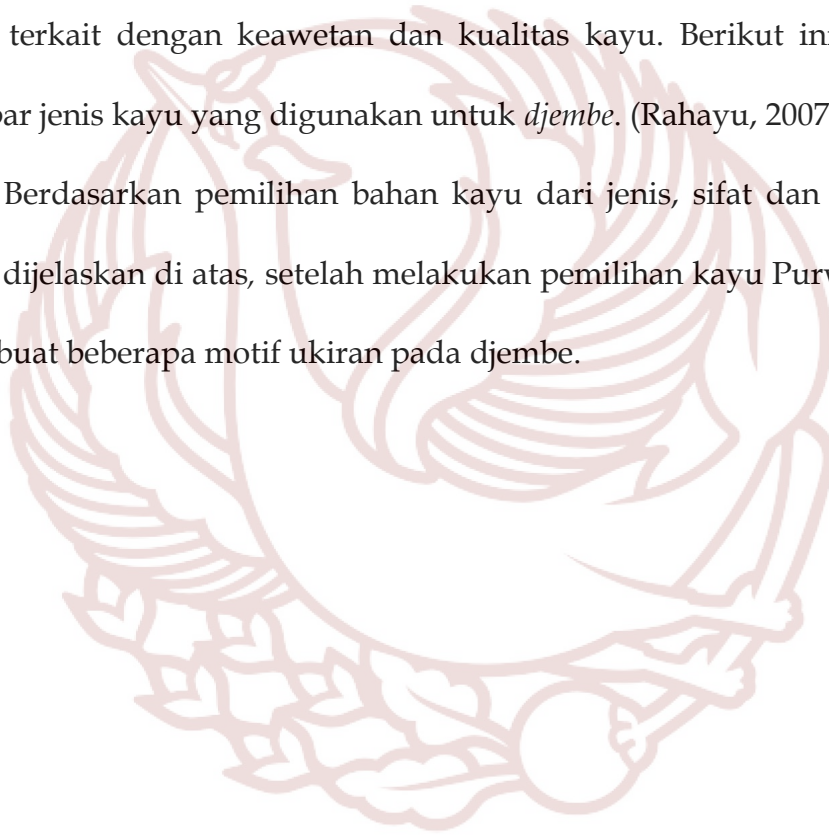 terkait dengan keawetan dan kualitas kayu. Berikut ini
bar jenis kayu yang digunakan untuk djembe. (Rahayu, 2007
Berdasarkan pemilihan bahan kayu dari jenis, sifat dan
dijelaskan di atas, setelah melakukan pemilihan kayu Purw
buat beberapa motif ukiran pada djembe.